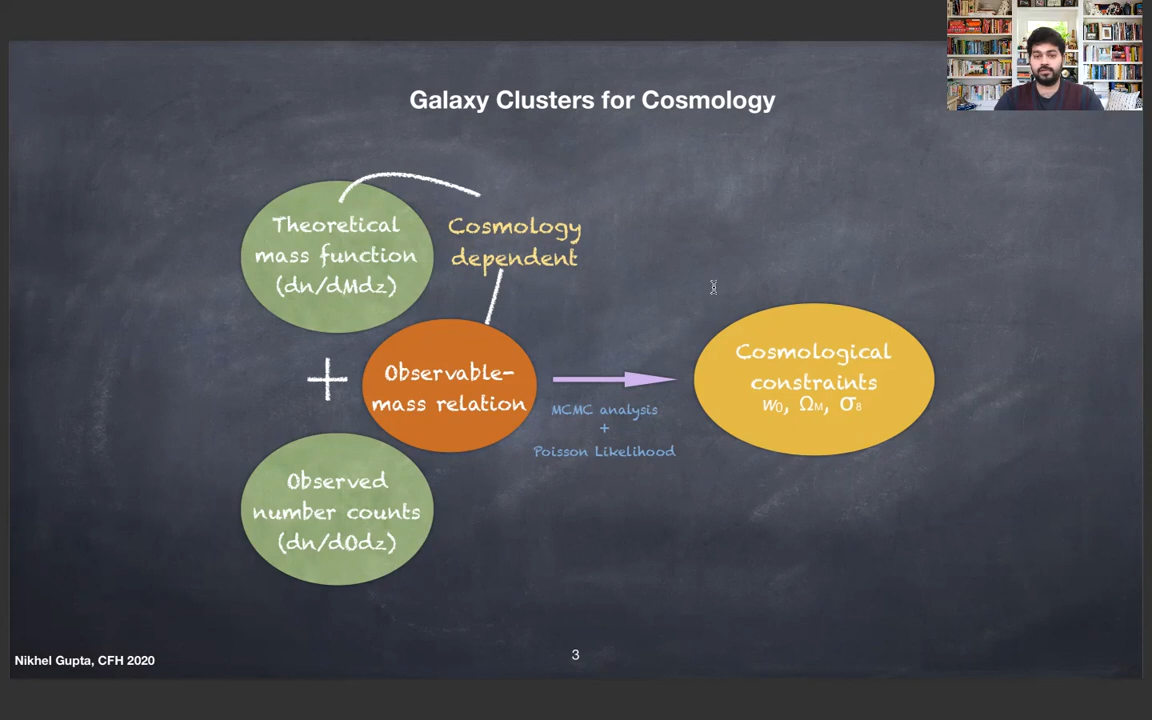 Galaxy Clusters for Cosmology
Theoretical
mass function
(dn/dMdz)
Cosmology
dependent
+
Observable-
mass relation
MCMC analysis
+
Poisson Likelihood
Cosmological
constraints
w₀, Ωм, σ₈
Observed
number counts
(dn/dOdz)
Nikhel Gupta, CFH 2020
3